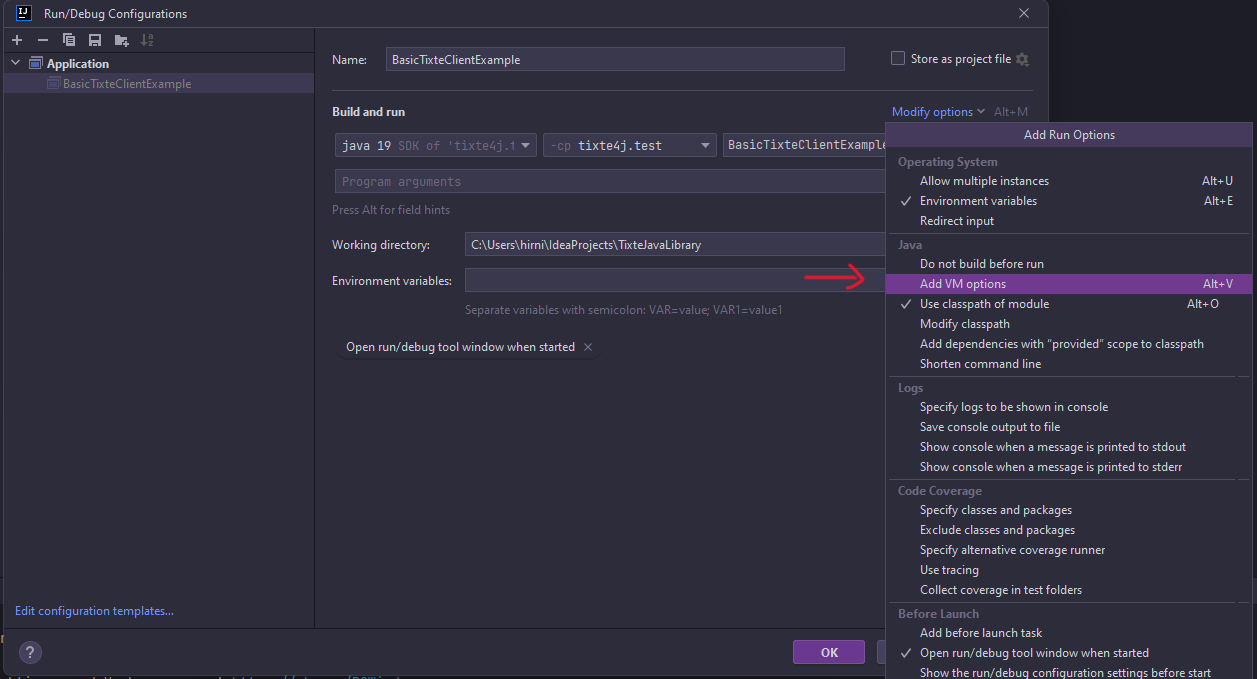 Run/Debug Configurations
Application
BasicTixteClientExample
Edit configuration templates...
?
Name: BasicTixteClientExample
Store as project file
Build and run
Modify options Alt+M
java 19 SDK of 'tixte4j.t
-cp tixte4j.test
BasicTixteClientExample
Program arguments
Press Alt for field hints
Working directory: C:\Users\hirni\IdeaProjects\TixteJavaLibrary
Environment variables:
Separate variables with semicolon: VAR=value; VAR1=value1
Open run/debug tool window when started
OK
Add Run Options
Operating System
Allow multiple instances Alt+U
Environment variables Alt+E
Redirect input
Java
Do not build before run
Add VM options Alt+V
Use classpath of module Alt+O
Modify classpath
Add dependencies with “provided” scope to classpath
Shorten command line
Logs
Specify logs to be shown in console
Save console output to file
Show console when a message is printed to stdout
Show console when a message is printed to stderr
Code Coverage
Specify classes and packages
Exclude classes and packages
Specify alternative coverage runner
Use tracing
Collect coverage in test folders
Before Launch
Add before launch task
Open run/debug tool window when started
Show the run/debug configuration settings before start